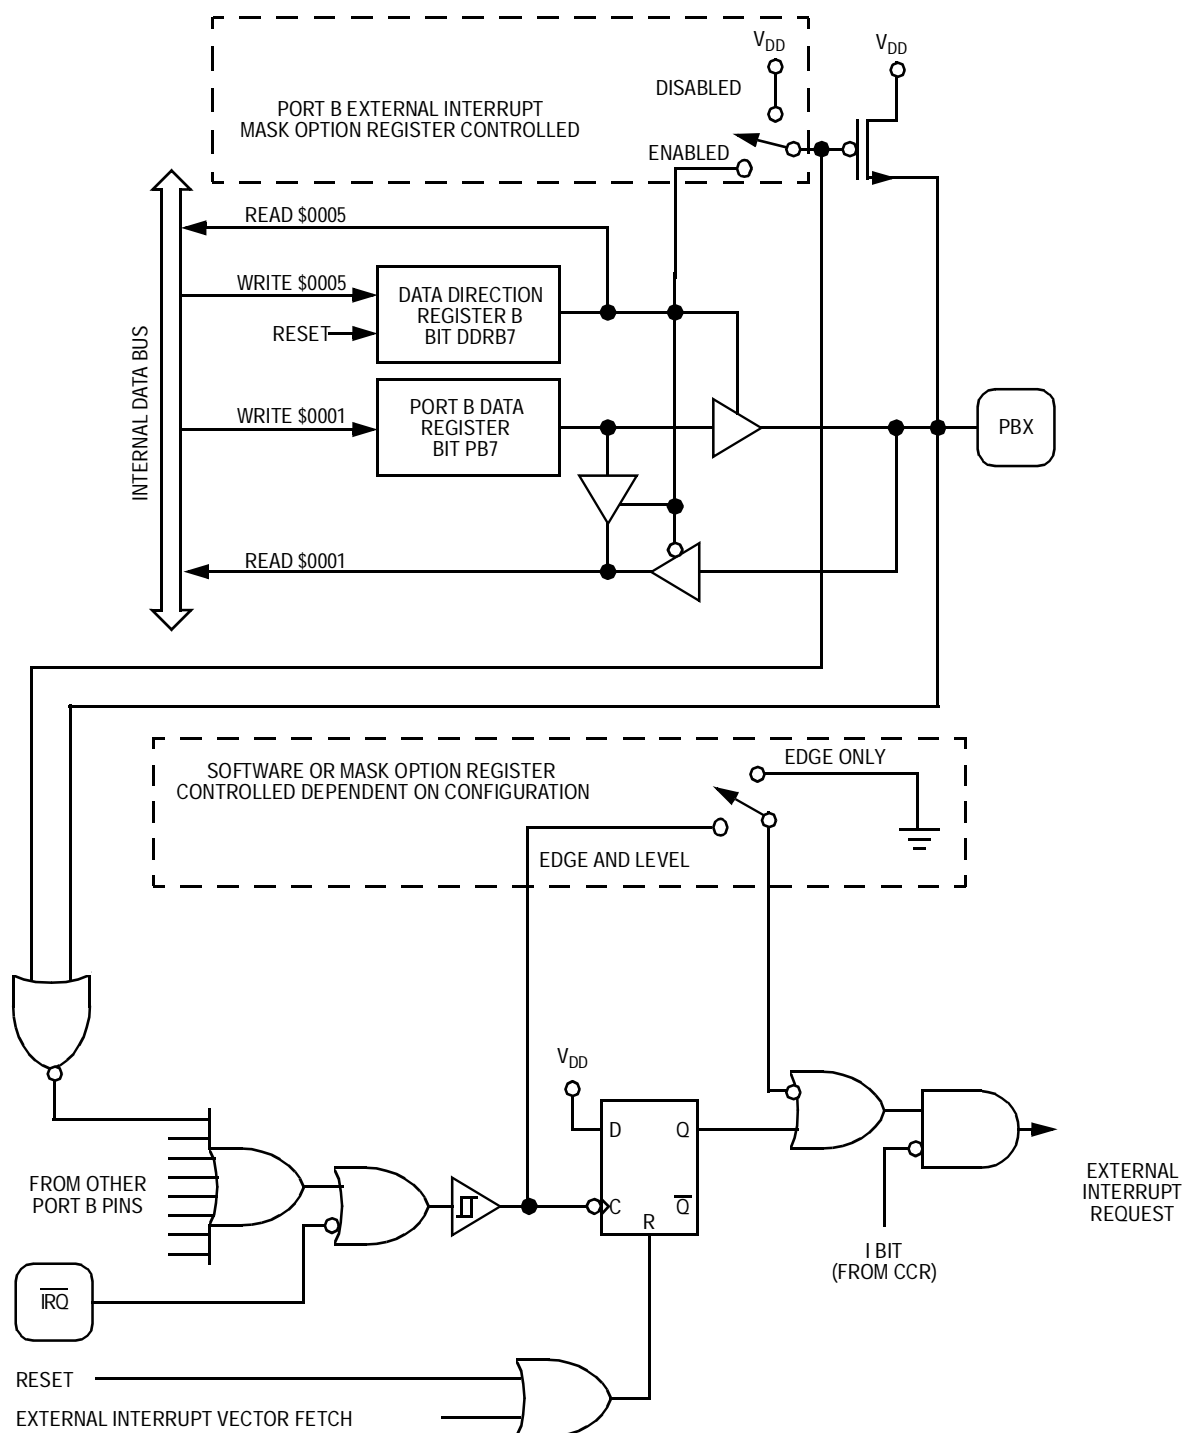 VDD
VDD
DISABLED
PORT B EXTERNAL INTERRUPT
MASK OPTION REGISTER CONTROLLED
ENABLED
READ $0005
WRITE $0005
DATA DIRECTION
REGISTER B
BIT DDRB7
RESET
INTERNAL DATA BUS
WRITE $0001
PORT B DATA
REGISTER
BIT PB7
PBX
READ $0001
EDGE ONLY
SOFTWARE OR MASK OPTION REGISTER
CONTROLLED DEPENDENT ON CONFIGURATION
EDGE AND LEVEL
VDD
D
Q
C
Q̅
R
FROM OTHER
PORT B PINS
EXTERNAL
INTERRUPT
REQUEST
I BIT
(FROM CCR)
I̅R̅Q̅
RESET
EXTERNAL INTERRUPT VECTOR FETCH